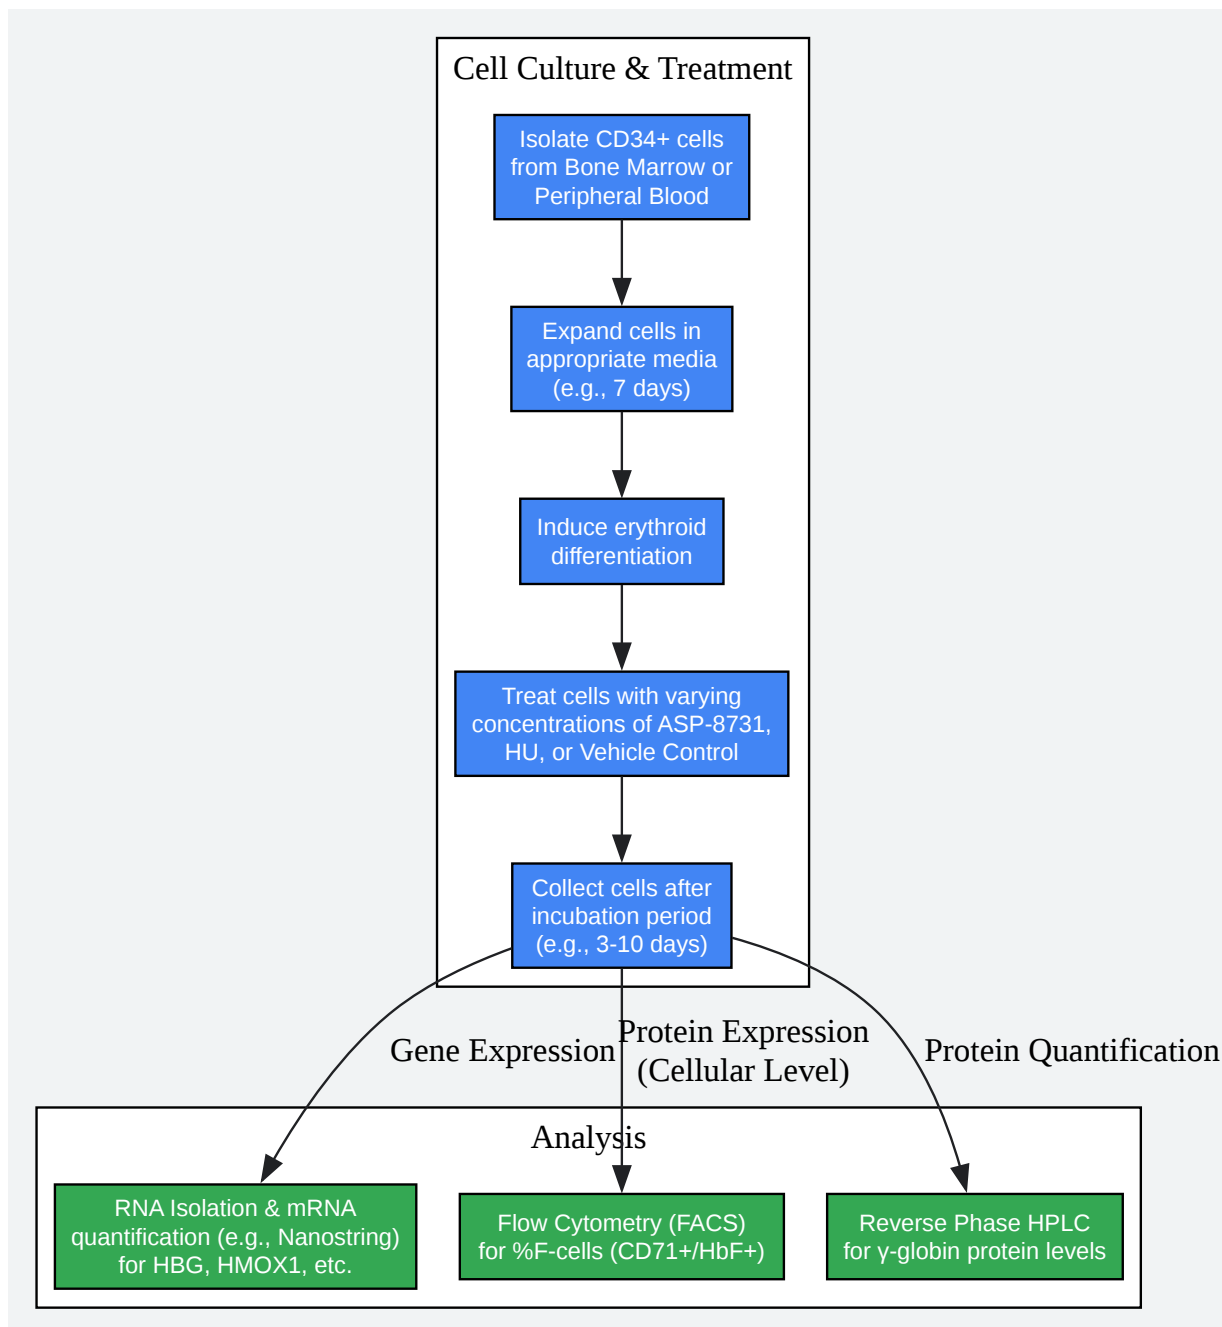 Cell Culture & Treatment
Isolate CD34+ cells
from Bone Marrow or
Peripheral Blood
Expand cells in
appropriate media
(e.g., 7 days)
Induce erythroid
differentiation
Treat cells with varying
concentrations of ASP-8731,
HU, or Vehicle Control
Collect cells after
incubation period
(e.g., 3-10 days)
Gene Expression
Protein Expression
(Cellular Level)
Protein Quantification
Analysis
RNA Isolation & mRNA
quantification (e.g., Nanostring)
for HBG, HMOX1, etc.
Flow Cytometry (FACS)
for %F-cells (CD71+/HbF+)
Reverse Phase HPLC
for γ-globin protein levels